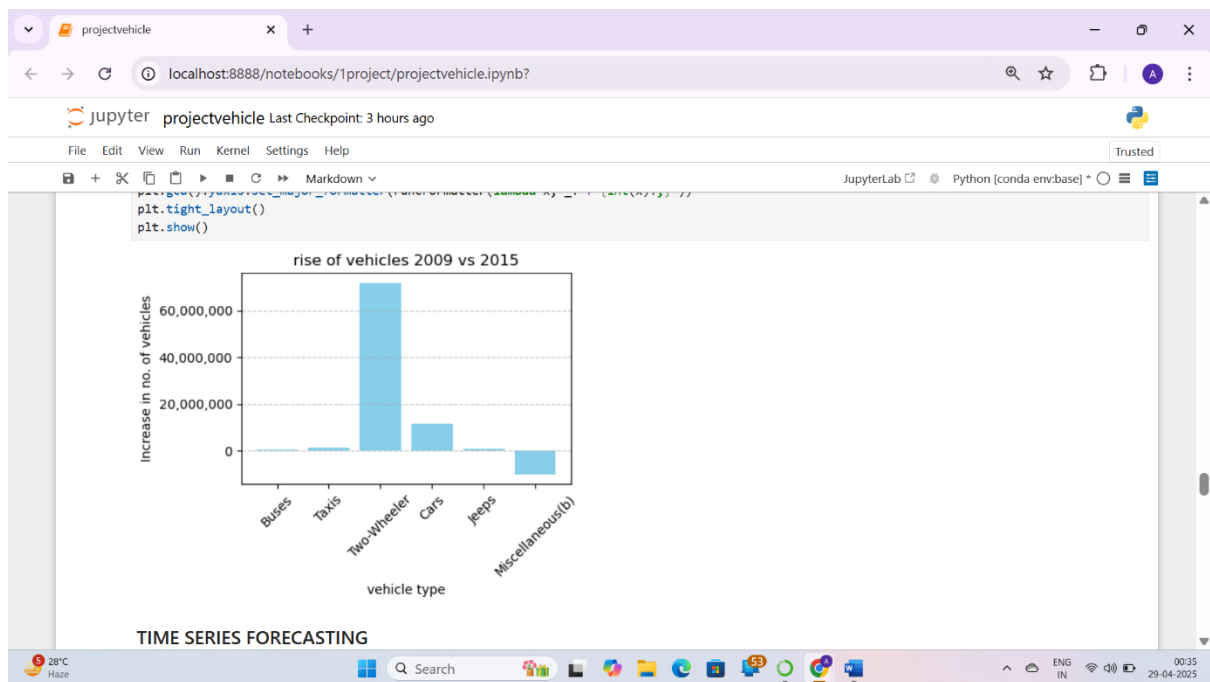 projectvehicle
localhost:8888/notebooks/1project/projectvehicle.ipynb?
A
jupyter projectvehicle Last Checkpoint: 3 hours ago
File Edit View Run Kernel Settings Help
Trusted
Markdown
JupyterLab
Python [conda env:base] *
plt.tight_layout()
plt.show()
rise of vehicles 2009 vs 2015
Increase in no. of vehicles
60,000,000
40,000,000
20,000,000
0
Buses
Taxis
Two-Wheeler
Cars
Jeeps
Miscellaneous(b)
vehicle type
TIME SERIES FORECASTING
5
28°C
Haze
Search
53
ENG
IN
00:35
29-04-2025